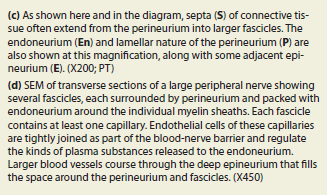 (c) As shown here and in the diagram, septa (S) of connective tis-
sue often extend from the perineurium into larger fascicles. The
endoneurium (En) and lamellar nature of the perineurium (P) are
also shown at this magnification, along with some adjacent epi-
neurium (E). (X200; PT)
(d) SEM of transverse sections of a large peripheral nerve showing
several fascicles, each surrounded by perineurium and packed with
endoneurium around the individual myelin sheaths. Each fascicle
contains at least one capillary. Endothelial cells of these capillaries
are tightly joined as part of the blood-nerve barrier and regulate
the kinds of plasma substances released to the endoneurium.
Larger blood vessels course through the deep epineurium that fills
the space around the perineurium and fascicles. (X450)